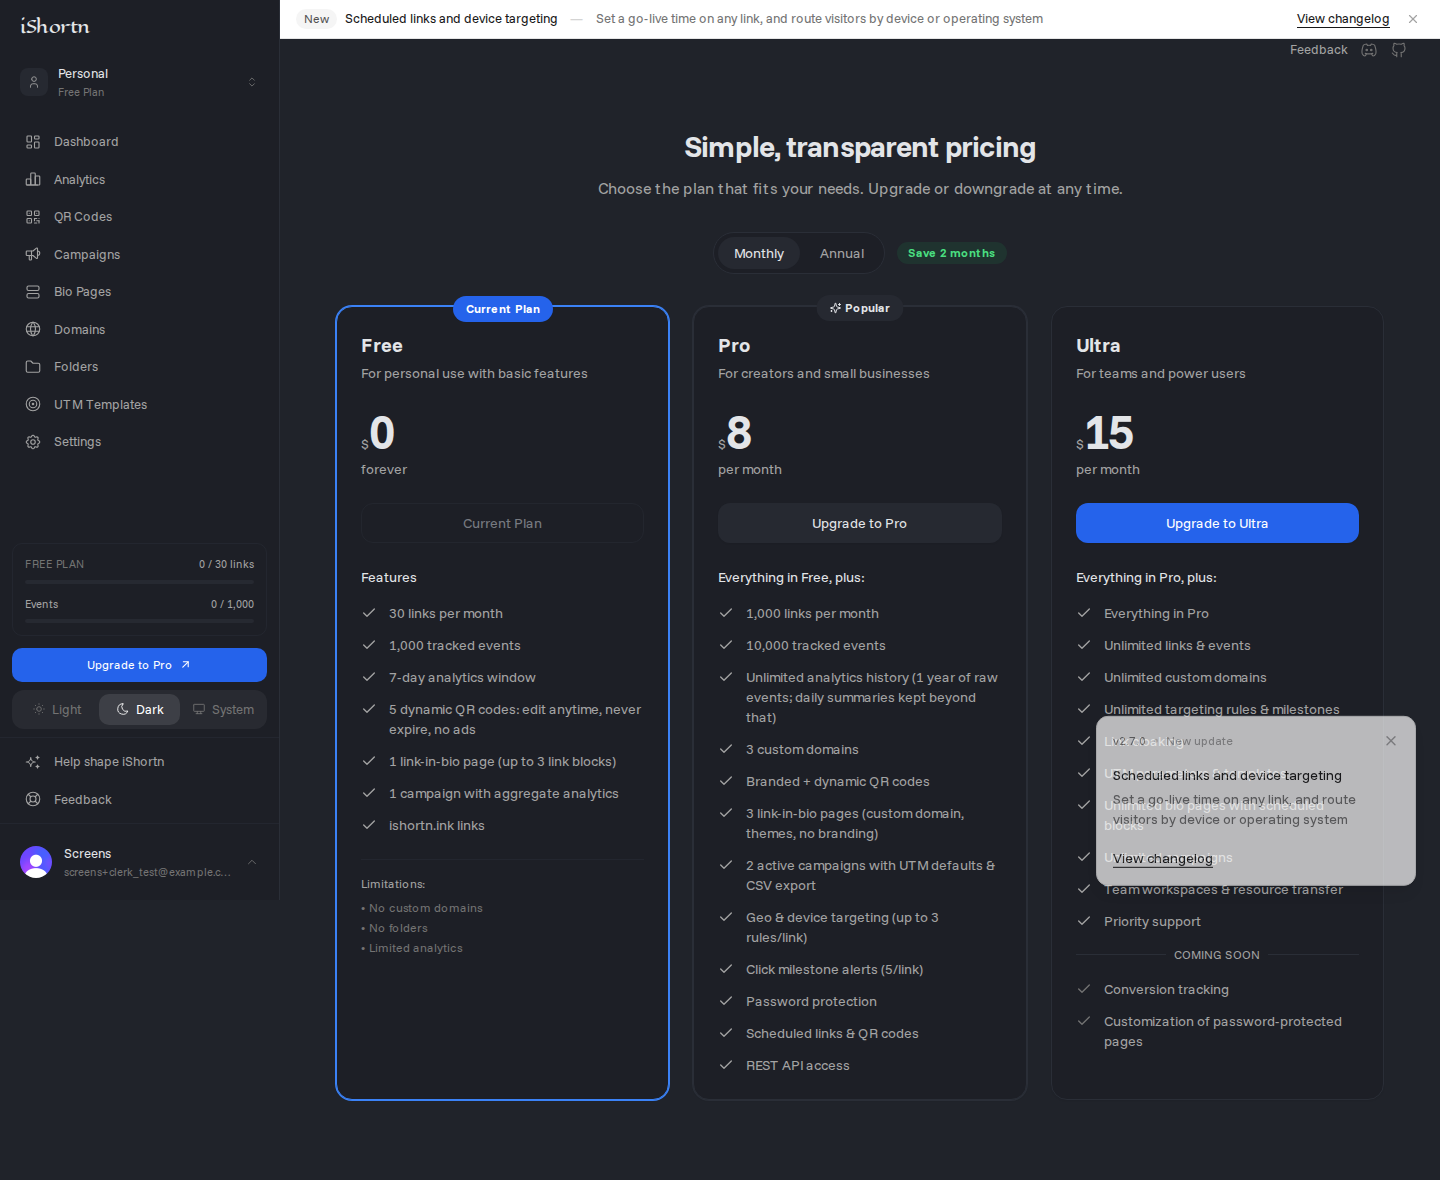 iShortn
Personal
Free Plan
Dashboard
Analytics
QR Codes
Campaigns
Bio Pages
Domains
Folders
UTM Templates
Settings
FREE PLAN 0 / 30 links
Events 0 / 1,000
Upgrade to Pro
Light Dark System
Help shape iShortn
Feedback
Screens
screens+clerk_test@example.c...
New Scheduled links and device targeting — Set a go-live time on any link, and route visitors by device or operating system View changelog
Feedback
Simple, transparent pricing
Choose the plan that fits your needs. Upgrade or downgrade at any time.
Monthly Annual Save 2 months
Current Plan
Free
For personal use with basic features
$0
forever
Current Plan
Features
30 links per month
1,000 tracked events
7-day analytics window
5 dynamic QR codes: edit anytime, never
expire, no ads
1 link-in-bio page (up to 3 link blocks)
1 campaign with aggregate analytics
ishortn.ink links
Limitations:
• No custom domains
• No folders
• Limited analytics
Popular
Pro
For creators and small businesses
$8
per month
Upgrade to Pro
Everything in Free, plus:
1,000 links per month
10,000 tracked events
Unlimited analytics history (1 year of raw
events; daily summaries kept beyond
that)
3 custom domains
Branded + dynamic QR codes
3 link-in-bio pages (custom domain,
themes, no branding)
2 active campaigns with UTM defaults &
CSV export
Geo & device targeting (up to 3
rules/link)
Click milestone alerts (5/link)
Password protection
Scheduled links & QR codes
REST API access
Ultra
For teams and power users
$15
per month
Upgrade to Ultra
Everything in Pro, plus:
Everything in Pro
Unlimited links & events
Unlimited custom domains
Unlimited targeting rules & milestones
Unlimited bio pages with scheduled
blocks
Team workspaces & resource transfer
Priority support
COMING SOON
Conversion tracking
Customization of password-protected
pages
v2.7.0 New update
Scheduled links and device targeting
Set a go-live time on any link, and route
visitors by device or operating system
View changelog